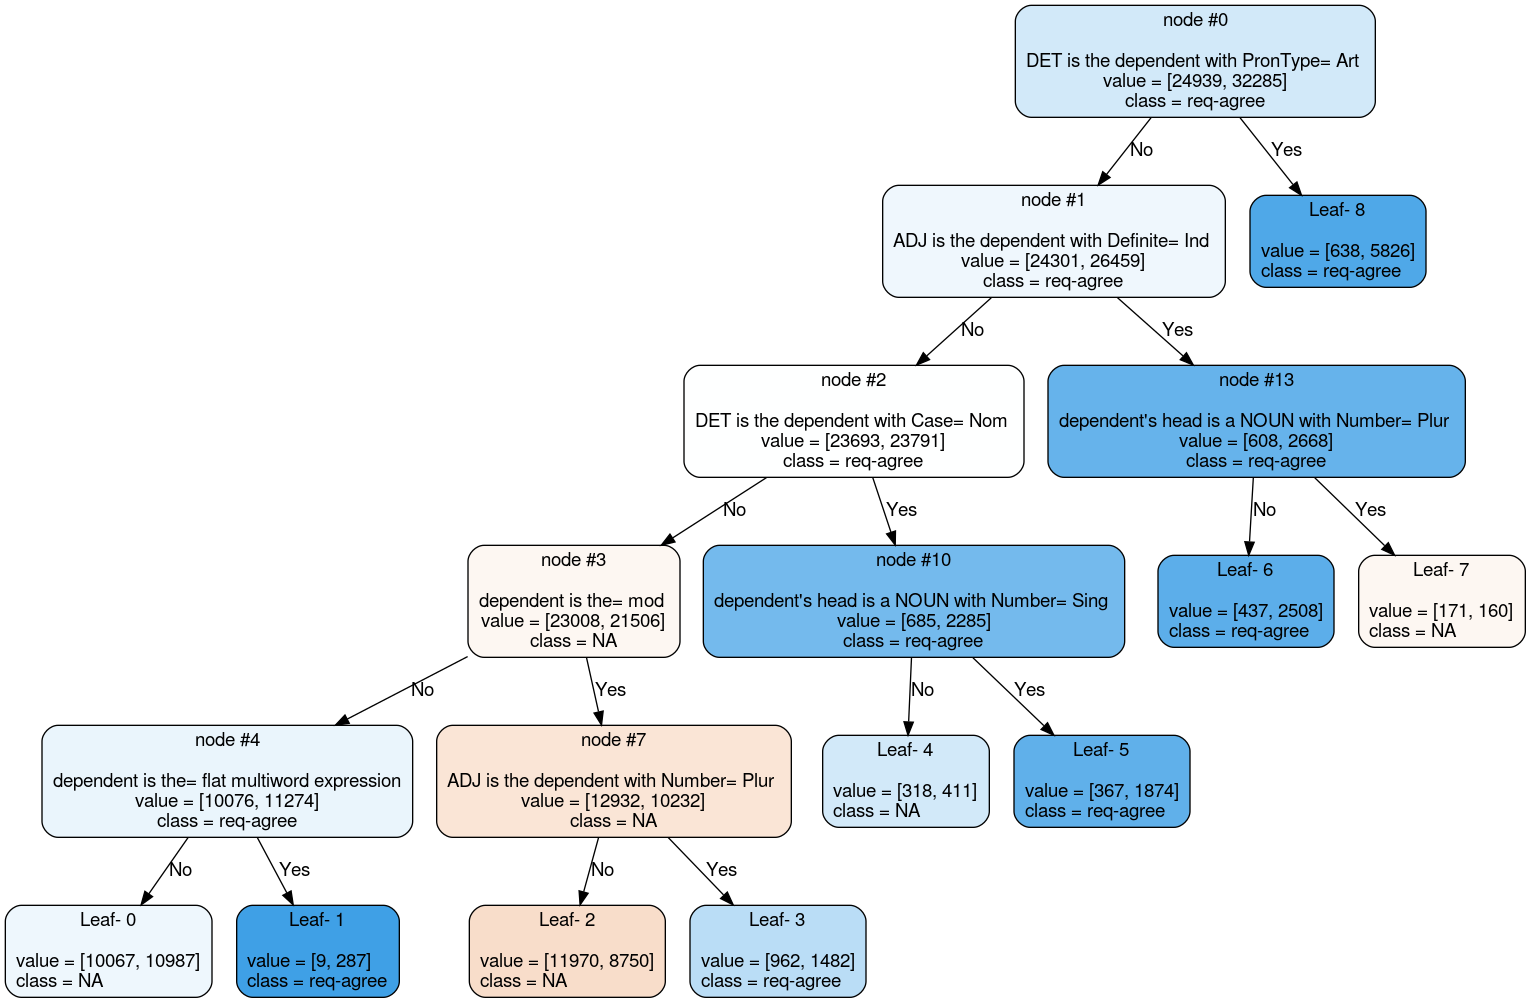 node #0
DET is the dependent with PronType= Art
value = [24939, 32285]
class = req-agree
No
Yes
node #1
ADJ is the dependent with Definite= Ind
value = [24301, 26459]
class = req-agree
Leaf- 8
value = [638, 5826]
class = req-agree
No
Yes
node #2
DET is the dependent with Case= Nom
value = [23693, 23791]
class = req-agree
node #13
dependent's head is a NOUN with Number= Plur
value = [608, 2668]
class = req-agree
No
Yes
No
Yes
node #3
dependent is the= mod
value = [23008, 21506]
class = NA
node #10
dependent's head is a NOUN with Number= Sing
value = [685, 2285]
class = req-agree
Leaf- 6
value = [437, 2508]
class = req-agree
Leaf- 7
value = [171, 160]
class = NA
No
Yes
No
Yes
node #4
dependent is the= flat multiword expression
value = [10076, 11274]
class = req-agree
node #7
ADJ is the dependent with Number= Plur
value = [12932, 10232]
class = NA
Leaf- 4
value = [318, 411]
class = NA
Leaf- 5
value = [367, 1874]
class = req-agree
No
Yes
No
Yes
Leaf- 0
value = [10067, 10987]
class = NA
Leaf- 1
value = [9, 287]
class = req-agree
Leaf- 2
value = [11970, 8750]
class = NA
Leaf- 3
value = [962, 1482]
class = req-agree